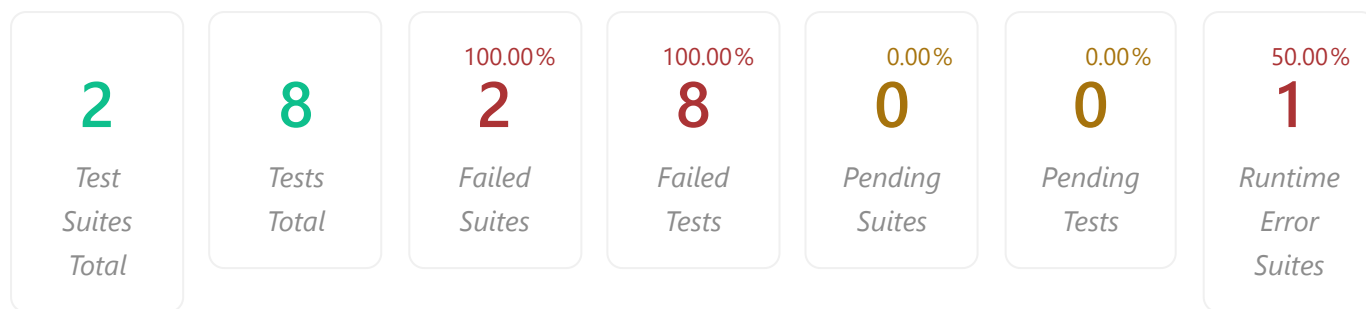 2
Test
Suites
Total
8
Tests
Total
100.00%
2
Failed
Suites
100.00%
8
Failed
Tests
0.00%
0
Pending
Suites
0.00%
0
Pending
Tests
50.00%
1
Runtime
Error
Suites